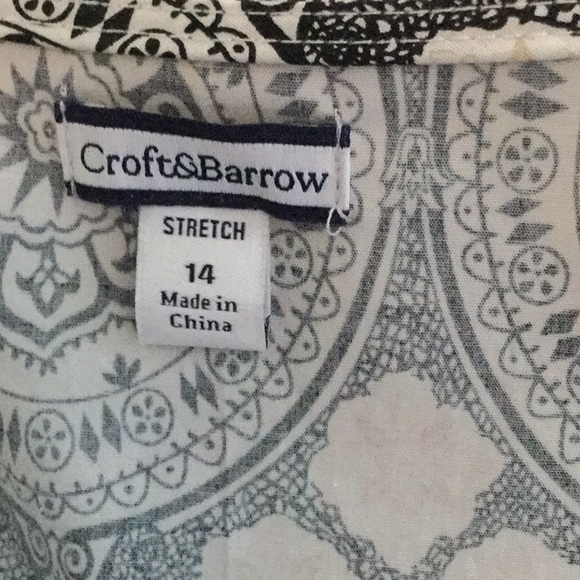 Croft&Barrow
STRETCH
14
Made in
China